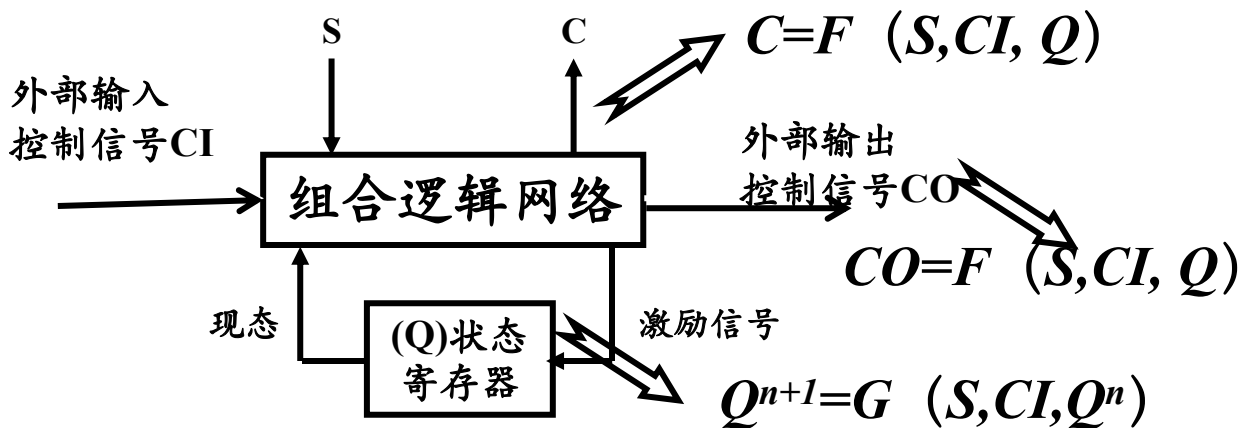 S
C
C=F（S,CI, Q）
外部输入
控制信号CI
外部输出
控制信号CO
组合逻辑网络
CO=F（S,CI, Q）
现态
(Q)状态
寄存器
激励信号
Qⁿ⁺¹=G（S,CI,Qⁿ）